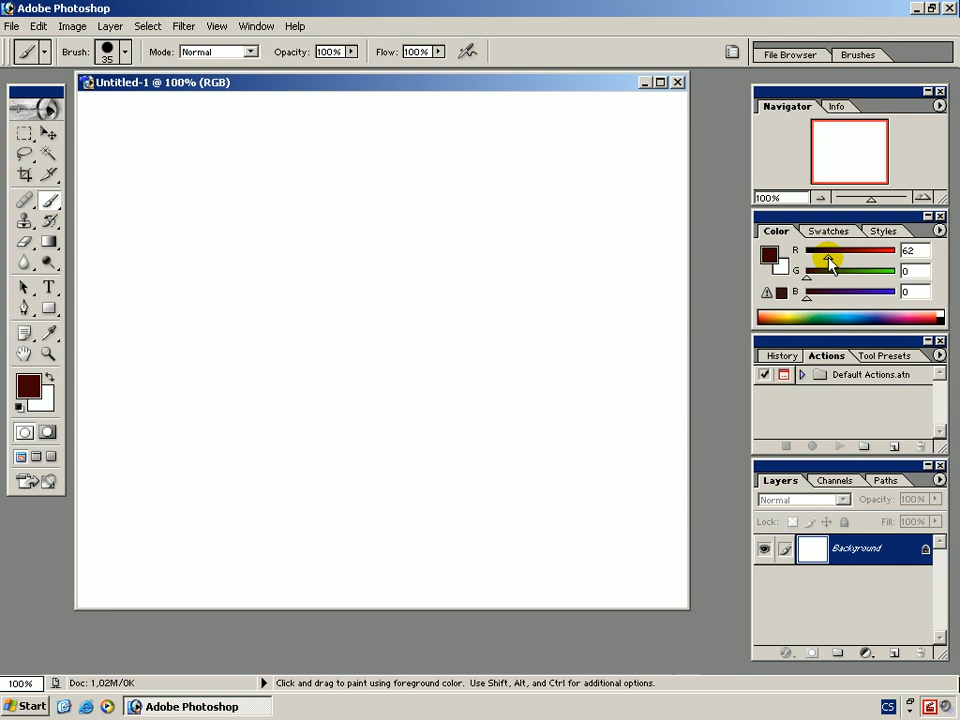 Adobe Photoshop
File Edit Image Layer Select Filter View Window Help
Brush: 35 Mode: Normal Opacity: 100% Flow: 100% File Browser Brushes
Untitled-1 @ 100% (RGB)
Navigator Info
100%
Color Swatches Styles
R 62
G 0
B 0
History Actions Tool Presets
Default Actions.atn
Layers Channels Paths
Normal Opacity: 100%
Lock: Fill: 100%
Background
100% Doc: 1,02M/0K Click and drag to paint using foreground color. Use Shift, Alt, and Ctrl for additional options.
Start Adobe Photoshop CS